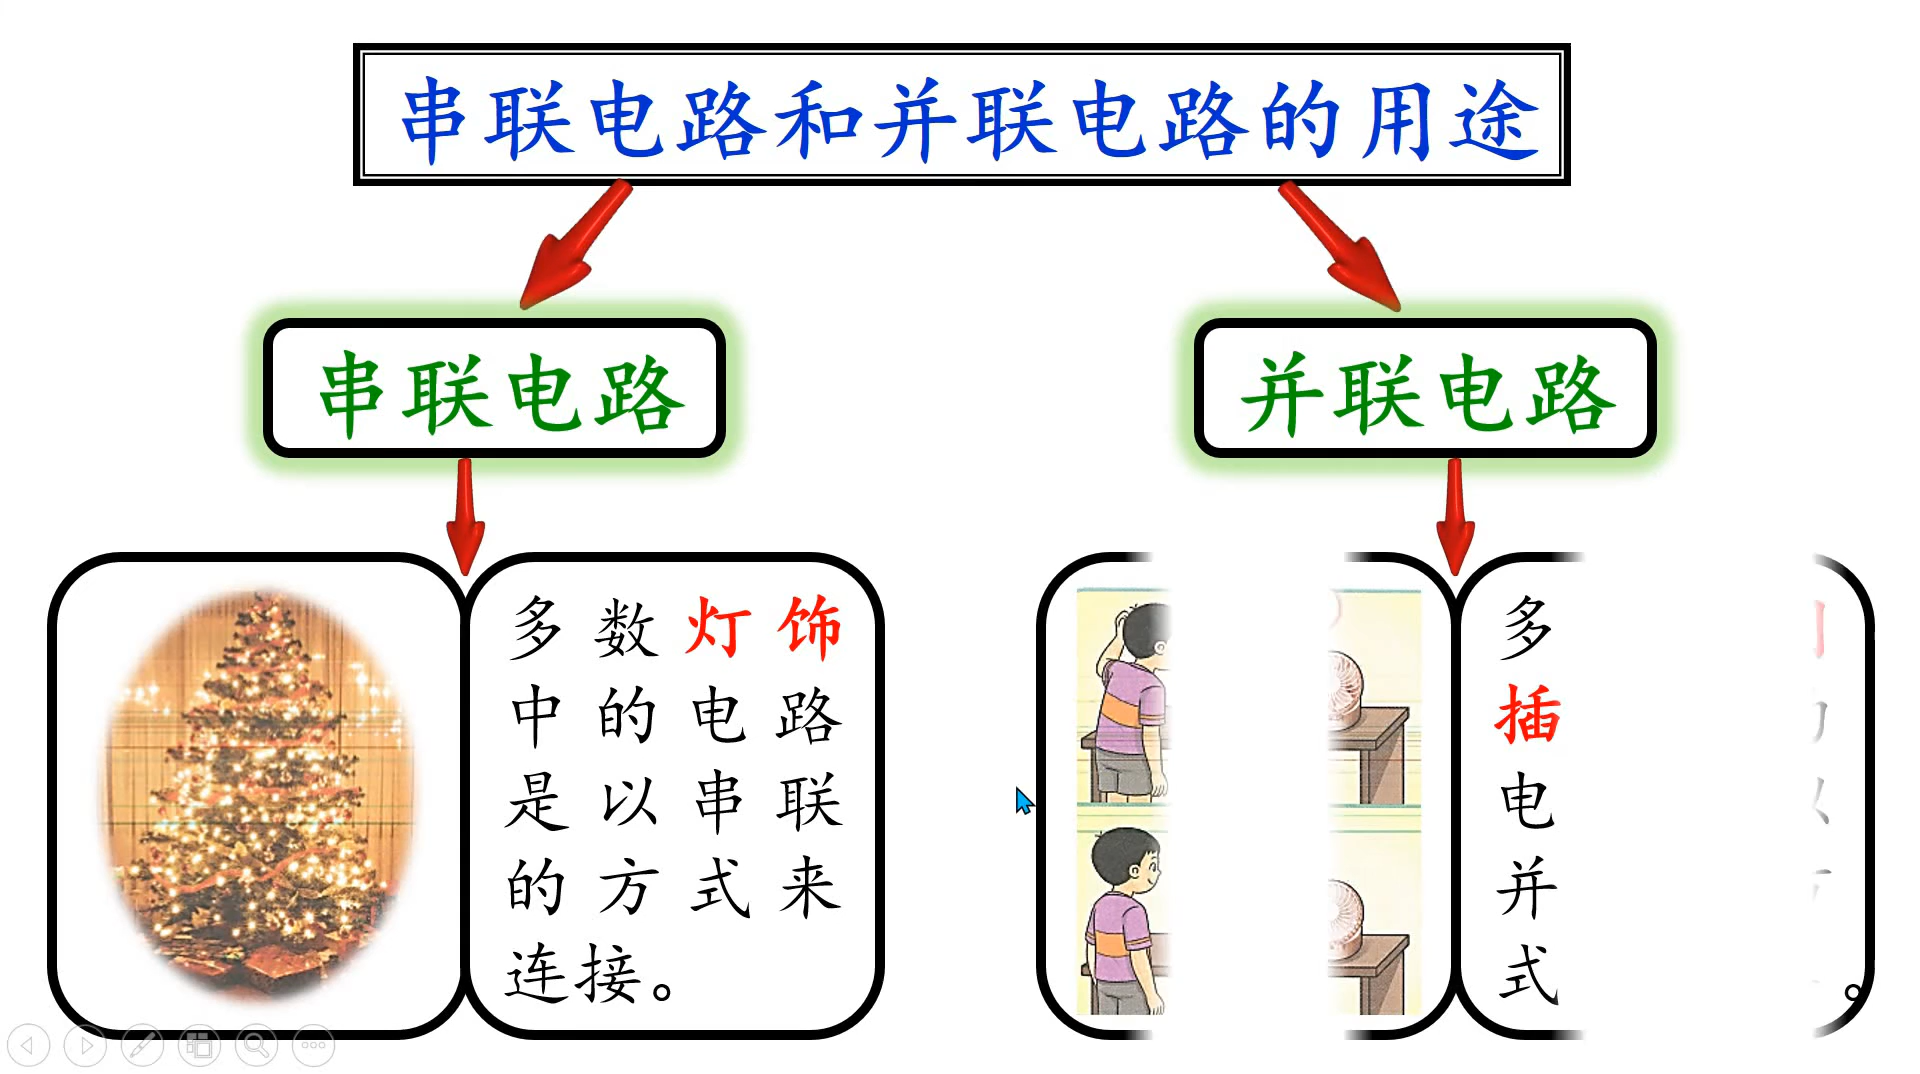 串联电路和并联电路的用途
串联电路
并联电路
多数灯饰
中的电路
是以串联
的方式来
连接。
多
插
电
并
式